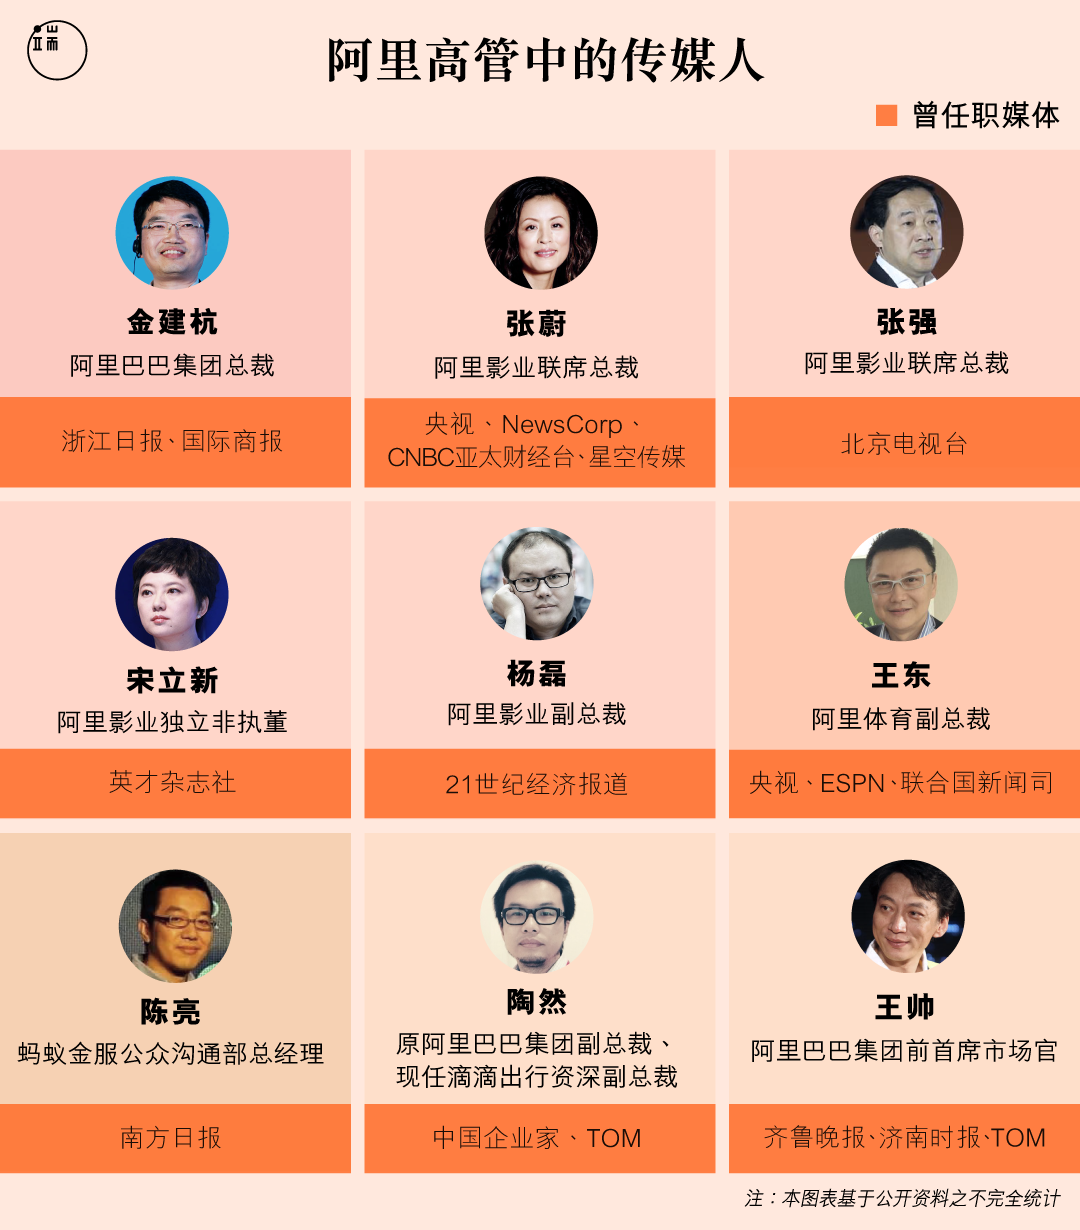 端
阿里高管中的传媒人
曾任职媒体
金建杭
阿里巴巴集团总裁
浙江日报、国际商报
张蔚
阿里影业联席总裁
央视、NewsCorp、
CNBC亚太财经台、星空传媒
张强
阿里影业联席总裁
北京电视台
宋立新
阿里影业独立非执董
英才杂志社
杨磊
阿里影业副总裁
21世纪经济报道
王东
阿里体育副总裁
央视、ESPN、联合国新闻司
陈亮
蚂蚁金服公众沟通部总经理
南方日报
陶然
原阿里巴巴集团副总裁、
现任滴滴出行资深副总裁
中国企业家、TOM
王帅
阿里巴巴集团前首席市场官
齐鲁晚报、济南时报、TOM
注：本图表基于公开资料之不完全统计